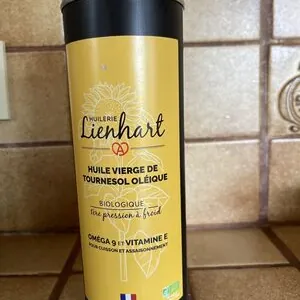 HUILERIE
Lienhart
A
HUILE VIERGE DE
TOURNESOL OLÉIQUE
BIOLOGIQUE
1ère pression à froid
OMÉGA 9 ET VITAMINE E
POUR CUISSON ET ASSAISONNEMENT